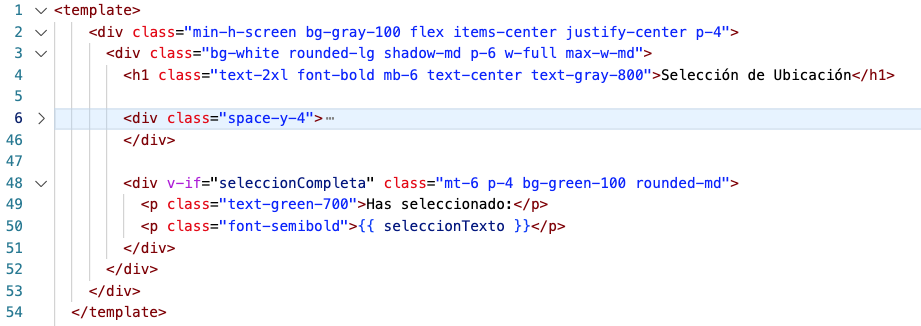 1 <template>
2 <div class="min-h-screen bg-gray-100 flex items-center justify-center p-4">
3 <div class="bg-white rounded-lg shadow-md p-6 w-full max-w-md">
4 <h1 class="text-2xl font-bold mb-6 text-center text-gray-800">Selección de Ubicación</h1>
5
6 <div class="space-y-4">⋯
46 </div>
47
48 <div v-if="seleccionCompleta" class="mt-6 p-4 bg-green-100 rounded-md">
49 <p class="text-green-700">Has seleccionado:</p>
50 <p class="font-semibold">{{ seleccionTexto }}</p>
51 </div>
52 </div>
53 </div>
54 </template>